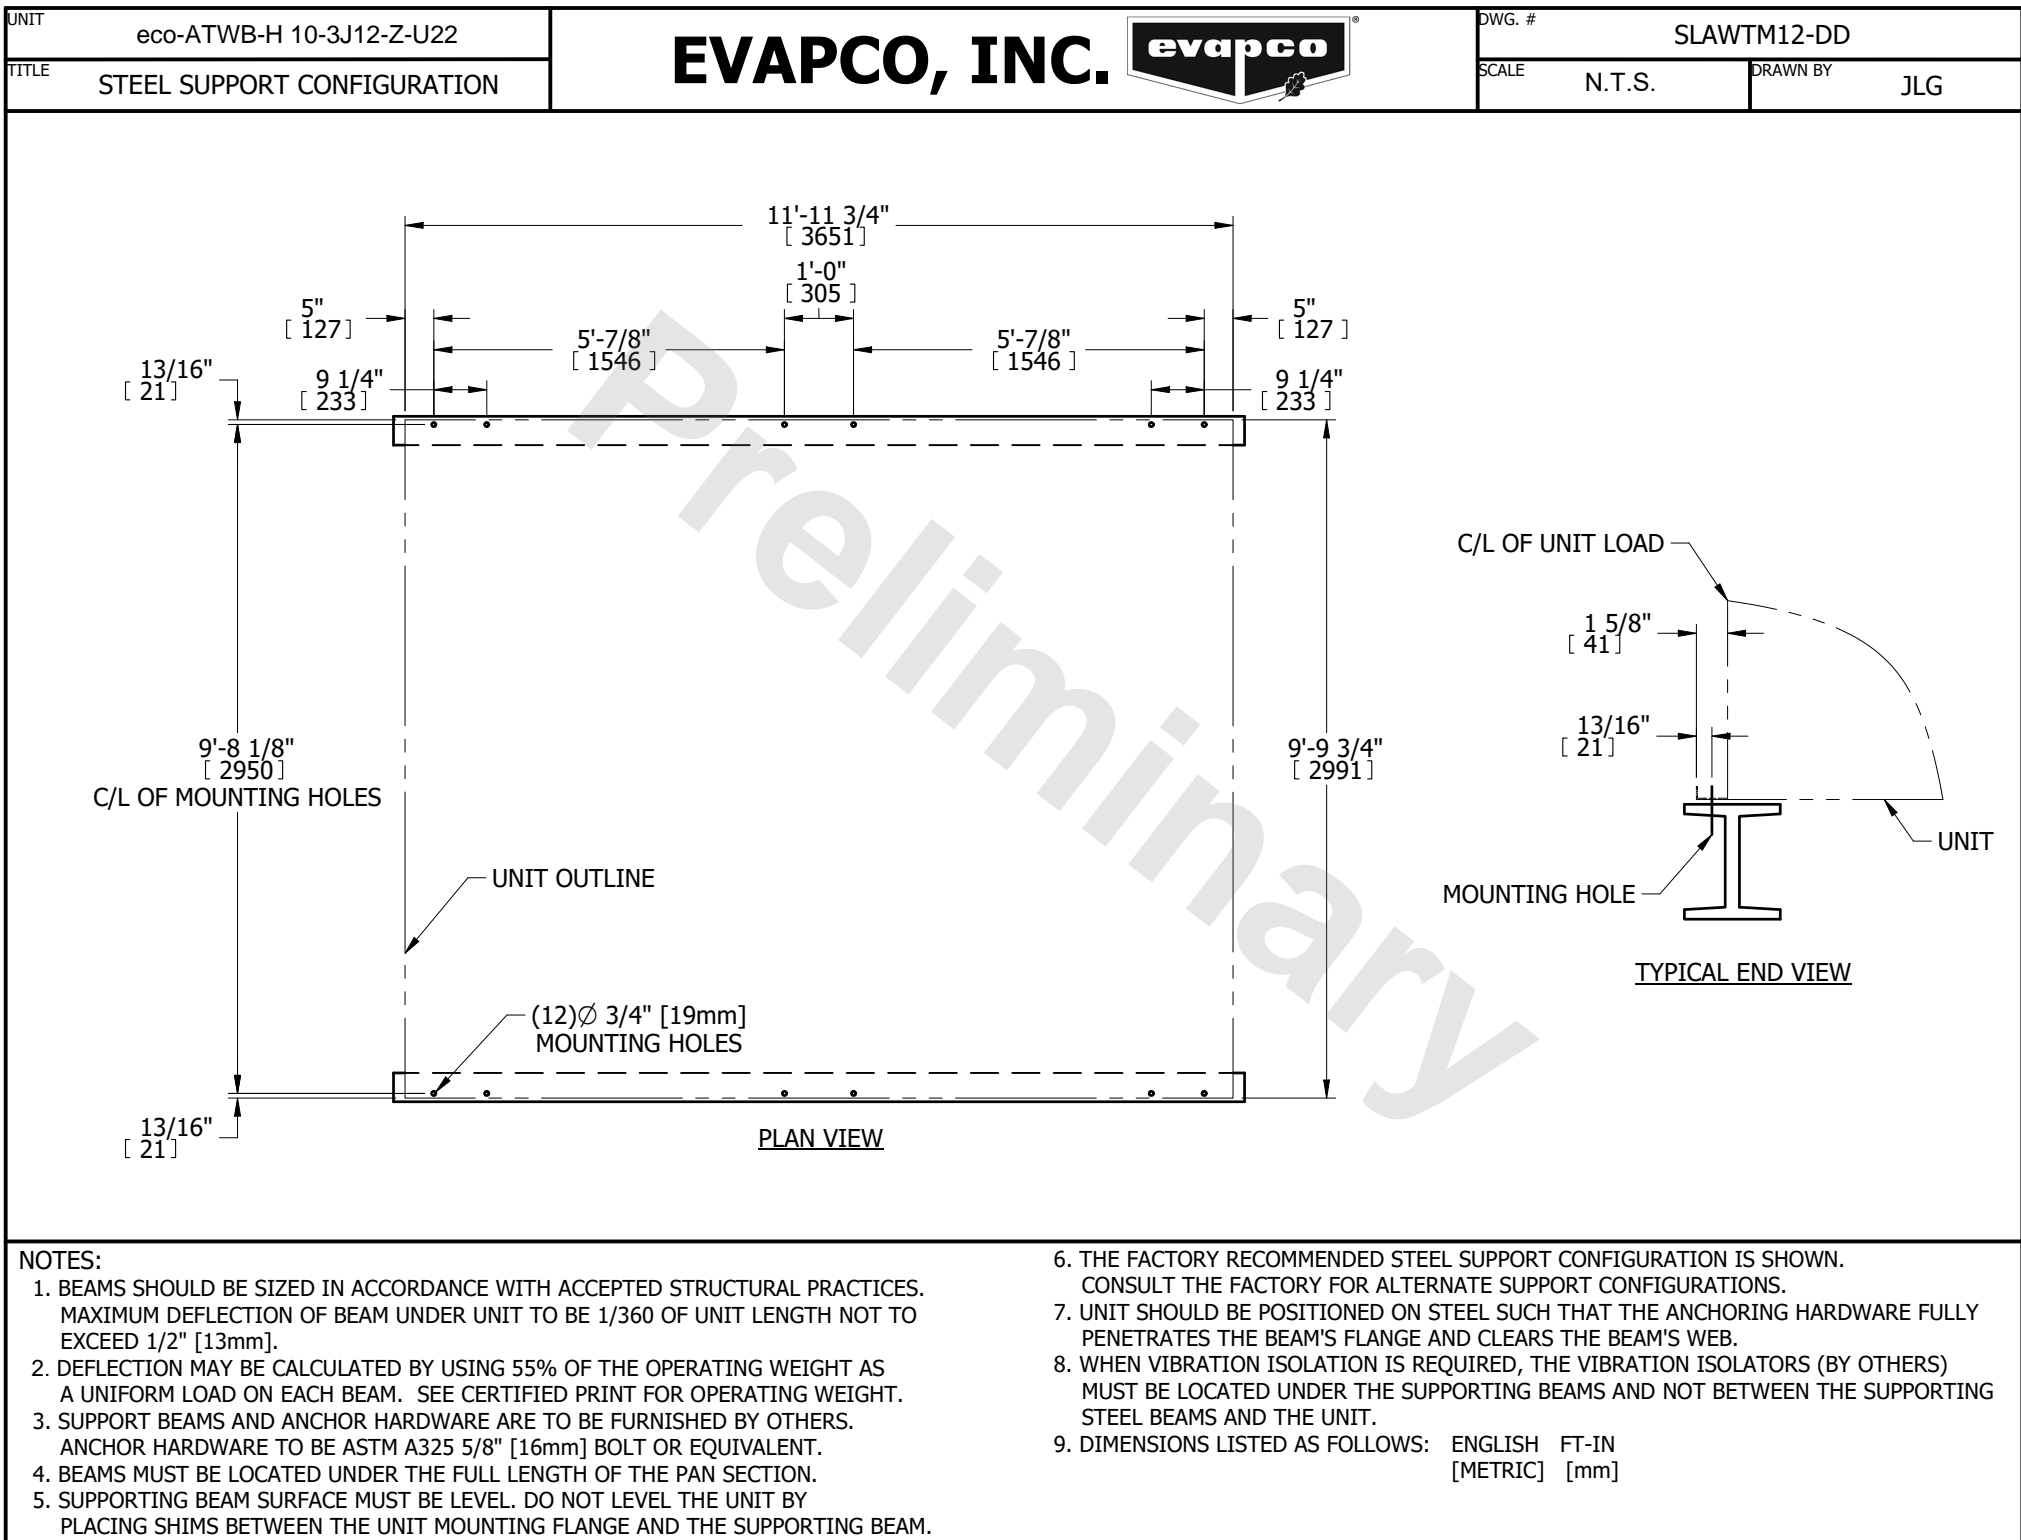 UNIT
eco-ATWB-H 10-3J12-Z-U22
TITLE
STEEL SUPPORT CONFIGURATION
EVAPCO, INC.
evapco
®
DWG. #
SLAWTM12-DD
SCALE
N.T.S.
DRAWN BY
JLG
11'-11 3/4"
[ 3651 ]
1'-0"
[ 305 ]
5"
[ 127 ]
5'-7/8"
[ 1546 ]
5'-7/8"
[ 1546 ]
5"
[ 127 ]
13/16"
[ 21 ]
9 1/4"
[ 233 ]
9 1/4"
[ 233 ]
Preliminary
C/L OF UNIT LOAD
1 5/8"
[ 41 ]
13/16"
[ 21 ]
9'-8 1/8"
[ 2950 ]
C/L OF MOUNTING HOLES
9'-9 3/4"
[ 2991 ]
UNIT
UNIT OUTLINE
MOUNTING HOLE
TYPICAL END VIEW
(12)∅ 3/4" [19mm]
MOUNTING HOLES
13/16"
[ 21 ]
PLAN VIEW
NOTES:
1. BEAMS SHOULD BE SIZED IN ACCORDANCE WITH ACCEPTED STRUCTURAL PRACTICES.
MAXIMUM DEFLECTION OF BEAM UNDER UNIT TO BE 1/360 OF UNIT LENGTH NOT TO
EXCEED 1/2" [13mm].
2. DEFLECTION MAY BE CALCULATED BY USING 55% OF THE OPERATING WEIGHT AS
A UNIFORM LOAD ON EACH BEAM. SEE CERTIFIED PRINT FOR OPERATING WEIGHT.
3. SUPPORT BEAMS AND ANCHOR HARDWARE ARE TO BE FURNISHED BY OTHERS.
ANCHOR HARDWARE TO BE ASTM A325 5/8" [16mm] BOLT OR EQUIVALENT.
4. BEAMS MUST BE LOCATED UNDER THE FULL LENGTH OF THE PAN SECTION.
5. SUPPORTING BEAM SURFACE MUST BE LEVEL. DO NOT LEVEL THE UNIT BY
PLACING SHIMS BETWEEN THE UNIT MOUNTING FLANGE AND THE SUPPORTING BEAM.
6. THE FACTORY RECOMMENDED STEEL SUPPORT CONFIGURATION IS SHOWN.
CONSULT THE FACTORY FOR ALTERNATE SUPPORT CONFIGURATIONS.
7. UNIT SHOULD BE POSITIONED ON STEEL SUCH THAT THE ANCHORING HARDWARE FULLY
PENETRATES THE BEAM'S FLANGE AND CLEARS THE BEAM'S WEB.
8. WHEN VIBRATION ISOLATION IS REQUIRED, THE VIBRATION ISOLATORS (BY OTHERS)
MUST BE LOCATED UNDER THE SUPPORTING BEAMS AND NOT BETWEEN THE SUPPORTING
STEEL BEAMS AND THE UNIT.
9. DIMENSIONS LISTED AS FOLLOWS: ENGLISH FT-IN
[METRIC] [mm]